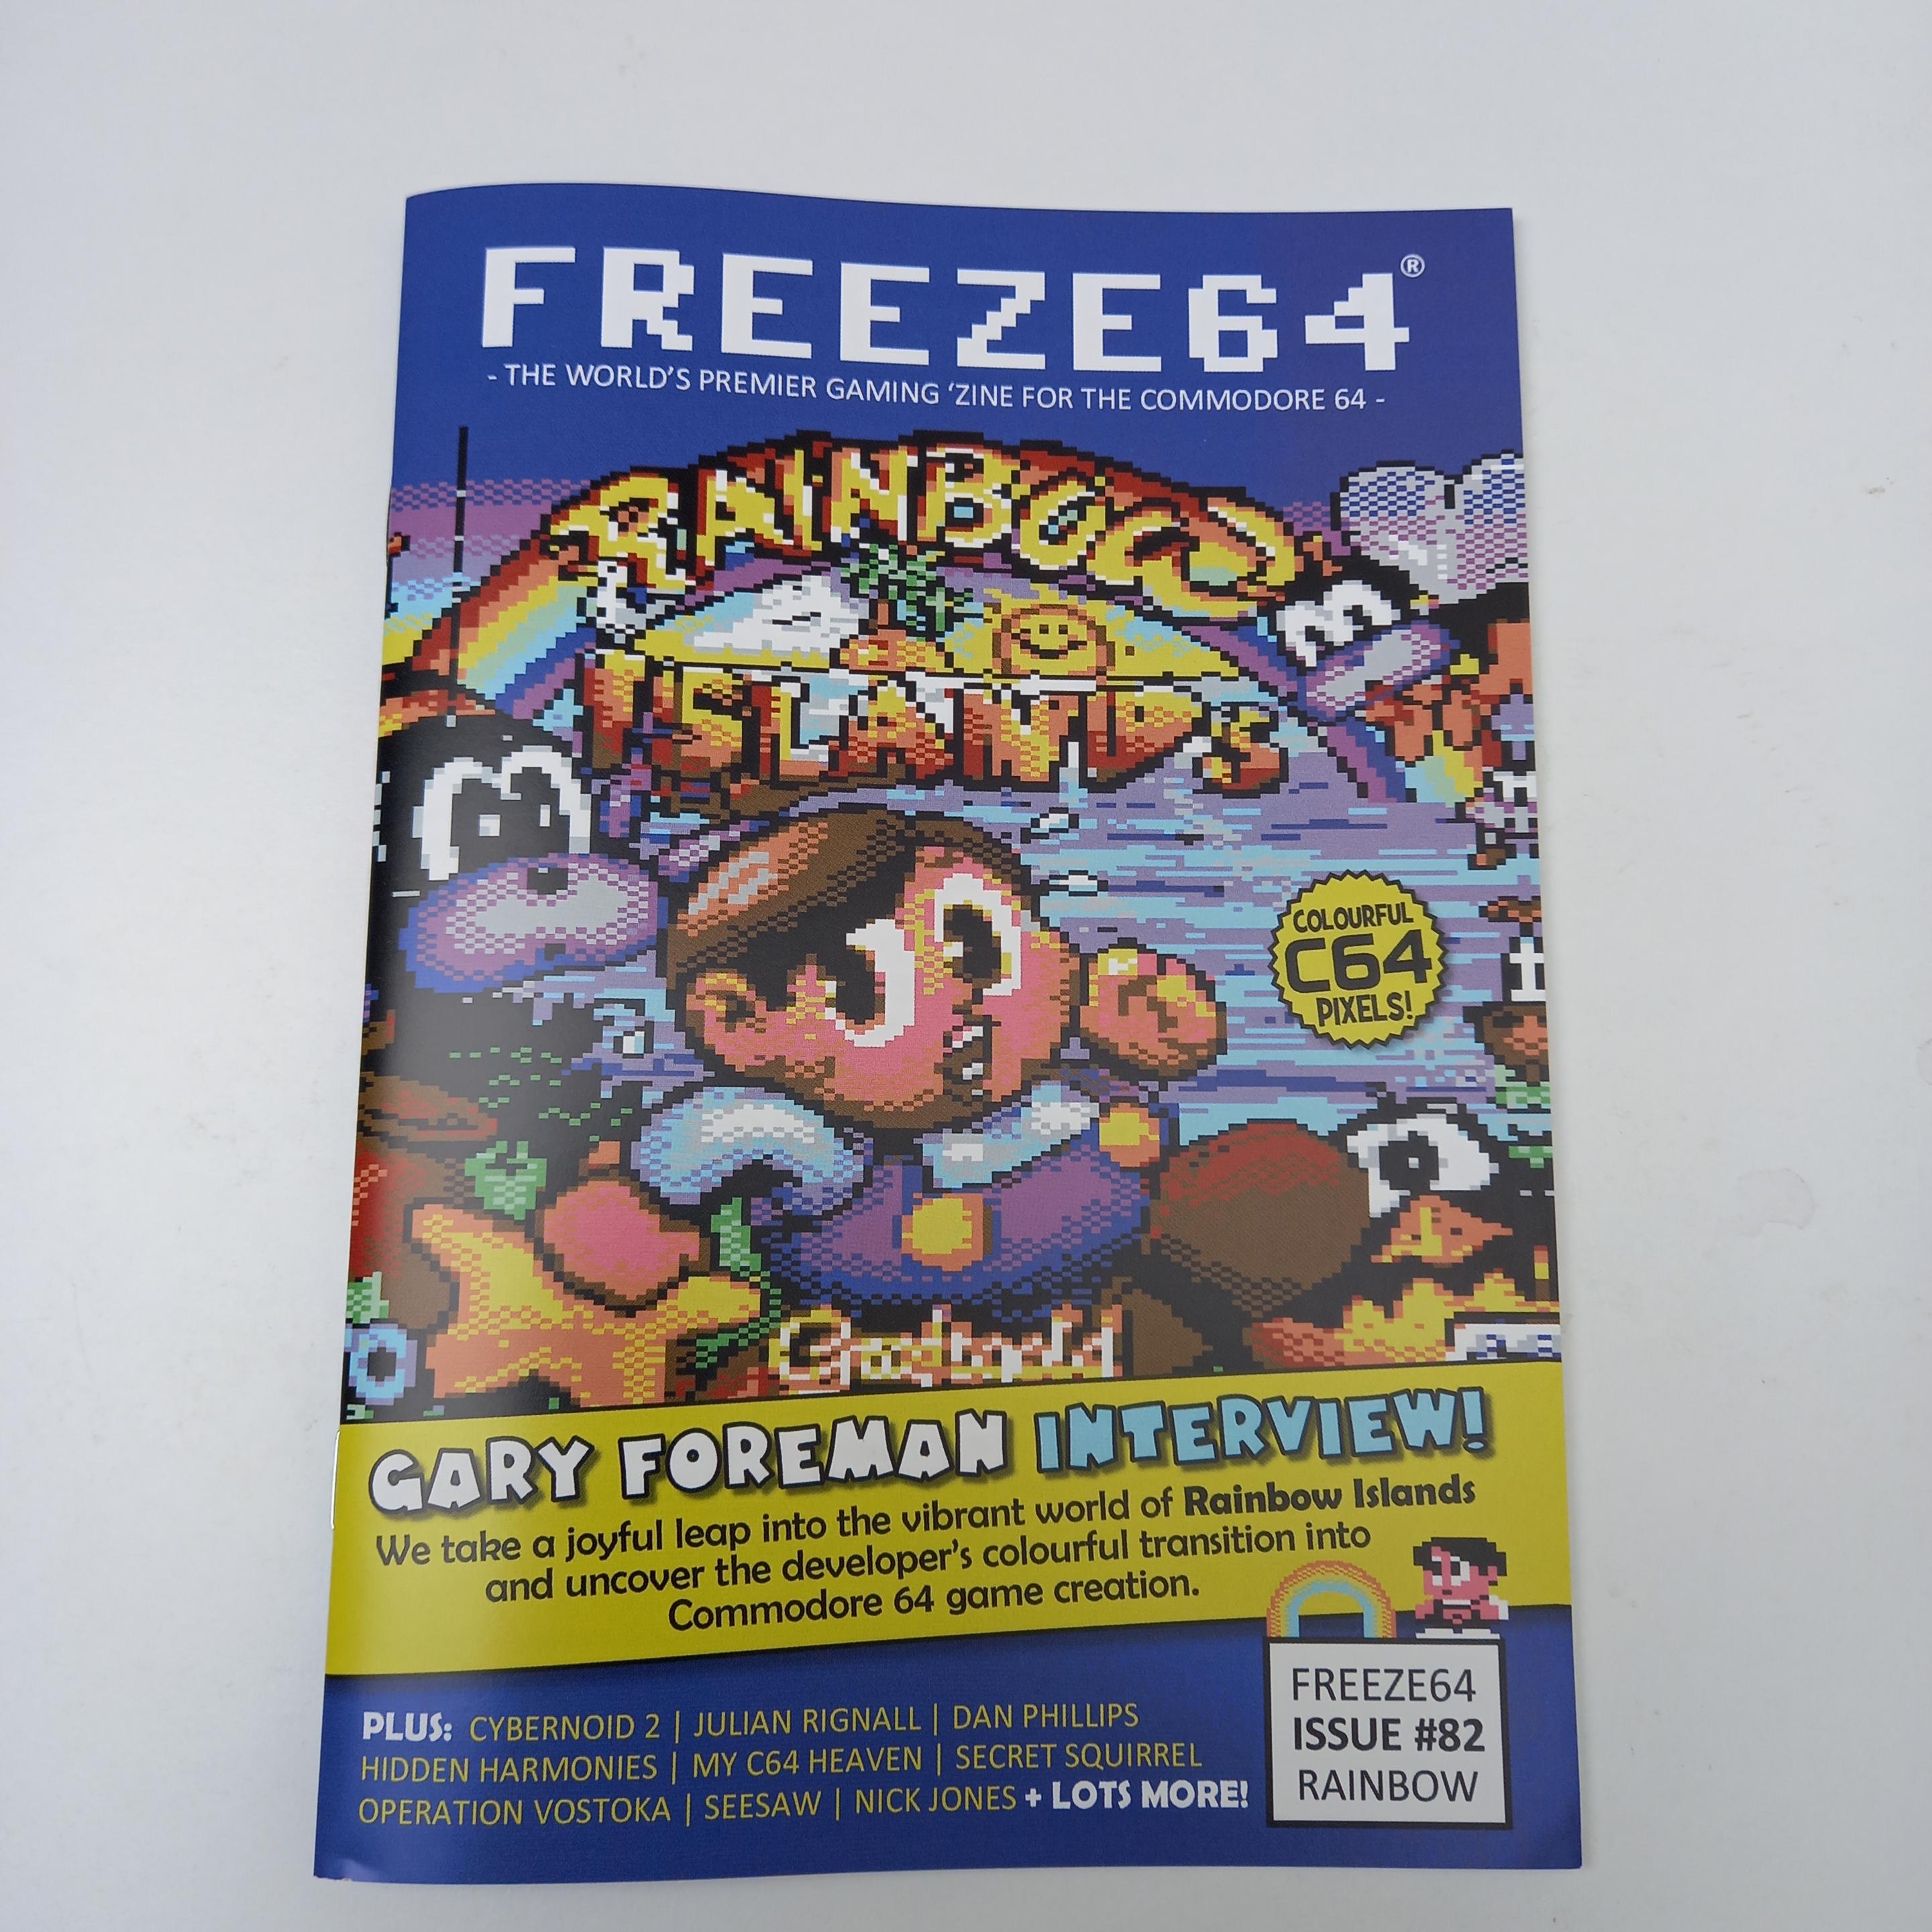 FREEZE64®
- THE WORLD'S PREMIER GAMING 'ZINE FOR THE COMMODORE 64 -
RAINBOW
ISLANDS
COLOURFUL
C64
PIXELS!
GARY FOREMAN INTERVIEW!
We take a joyful leap into the vibrant world of Rainbow Islands
and uncover the developer's colourful transition into
Commodore 64 game creation.
PLUS: CYBERNOID 2 | JULIAN RIGNALL | DAN PHILLIPS
HIDDEN HARMONIES | MY C64 HEAVEN | SECRET SQUIRREL
OPERATION VOSTOKA | SEESAW | NICK JONES + LOTS MORE!
FREEZE64
ISSUE #82
RAINBOW